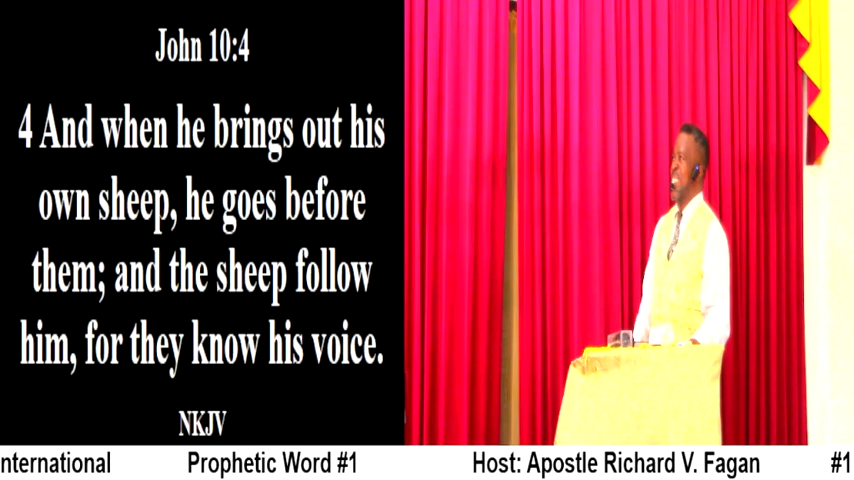 John 10:4
4 And when he brings out his
own sheep, he goes before
them; and the sheep follow
him, for they know his voice.
NKJV
nternational Prophetic Word #1 Host: Apostle Richard V. Fagan #1